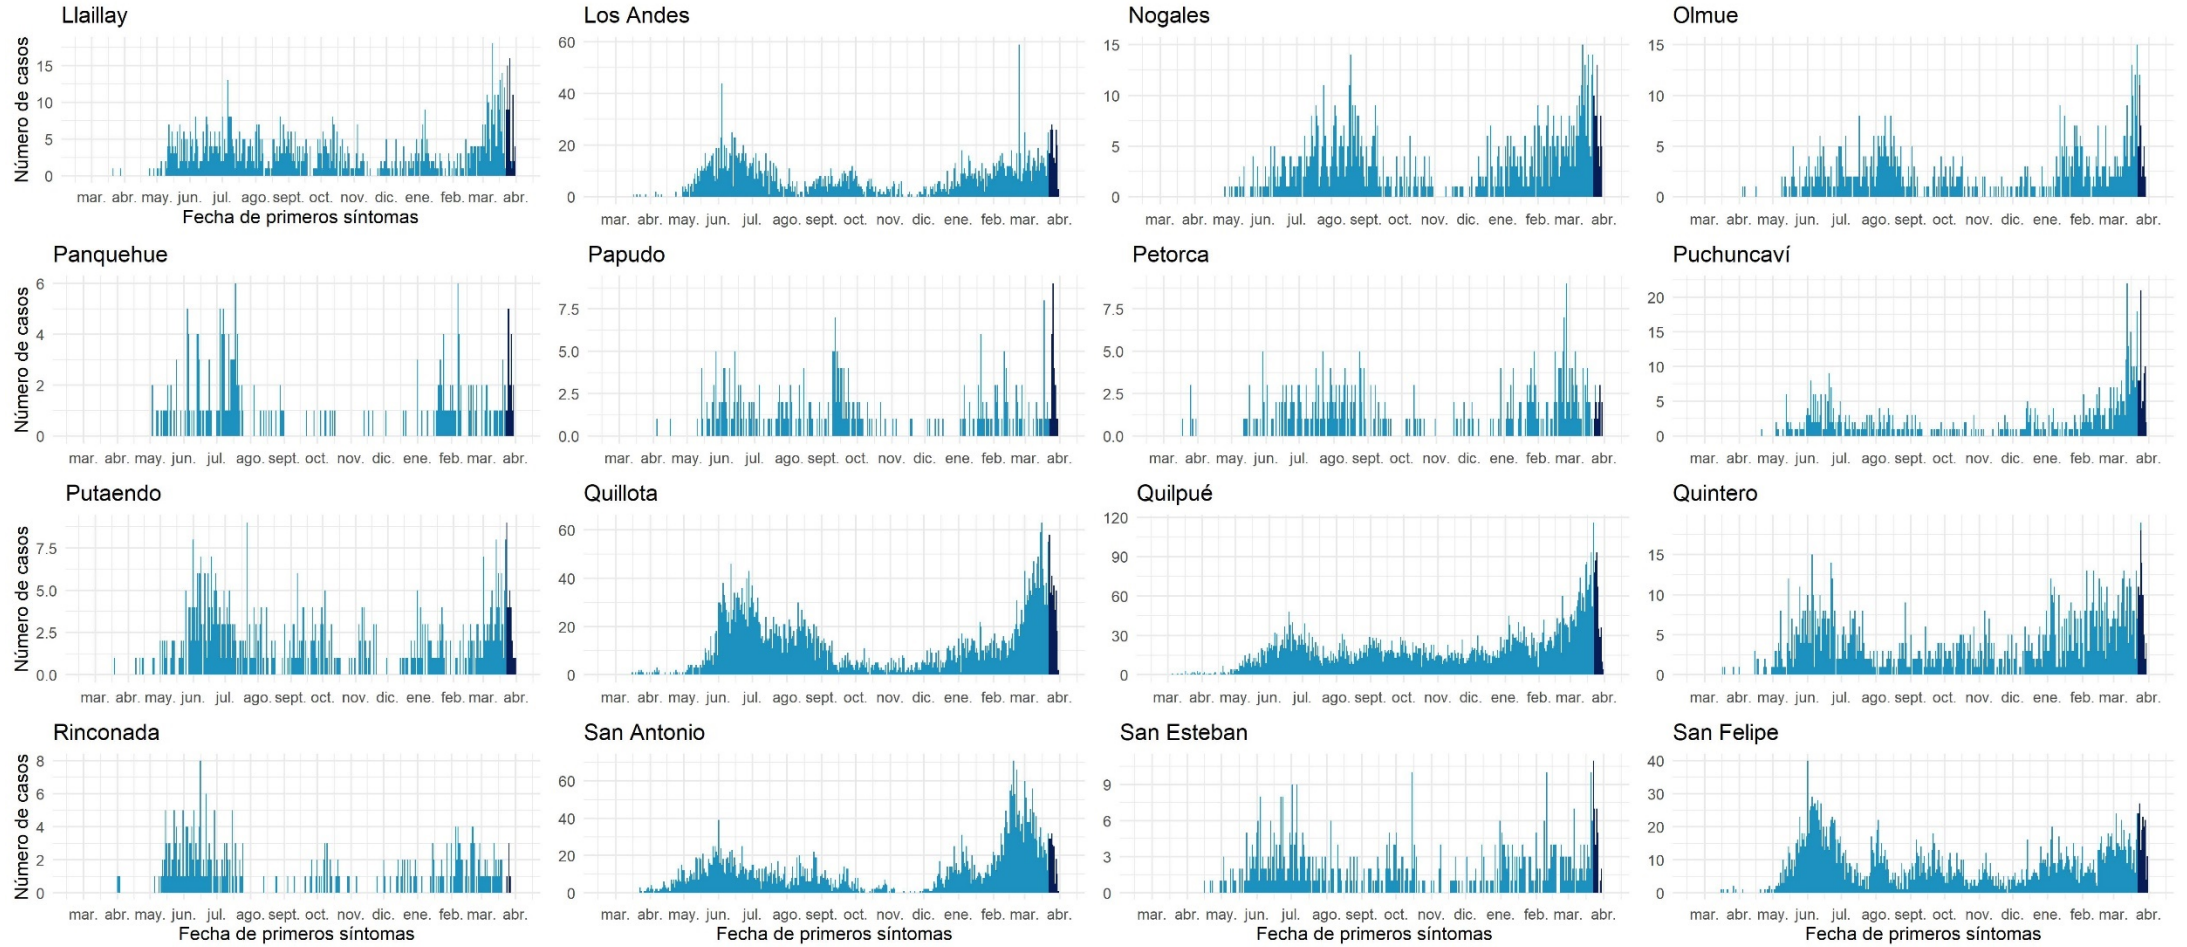 Llaillay
Los Andes
Nogales
Olmue
Número de casos
15
10
5
0
mar. abr. may. jun. jul. ago. sept. oct. nov. dic. ene. feb. mar. abr.
Fecha de primeros síntomas
60
40
20
0
mar. abr. may. jun. jul. ago. sept. oct. nov. dic. ene. feb. mar. abr.
15
10
5
0
mar. abr. may. jun. jul. ago. sept. oct. nov. dic. ene. feb. mar. abr.
15
10
5
0
mar. abr. may. jun. jul. ago. sept. oct. nov. dic. ene. feb. mar. abr.
Panquehue
Papudo
Petorca
Puchuncaví
Número de casos
6
4
2
0
mar. abr. may. jun. jul. ago. sept. oct. nov. dic. ene. feb. mar. abr.
7.5
5.0
2.5
0.0
mar. abr. may. jun. jul. ago. sept. oct. nov. dic. ene. feb. mar. abr.
7.5
5.0
2.5
0.0
mar. abr. may. jun. jul. ago. sept. oct. nov. dic. ene. feb. mar. abr.
20
15
10
5
0
mar. abr. may. jun. jul. ago. sept. oct. nov. dic. ene. feb. mar. abr.
Putaendo
Quillota
Quilpué
Quintero
Número de casos
7.5
5.0
2.5
0.0
mar. abr. may. jun. jul. ago. sept. oct. nov. dic. ene. feb. mar. abr.
60
40
20
0
mar. abr. may. jun. jul. ago. sept. oct. nov. dic. ene. feb. mar. abr.
120
90
60
30
0
mar. abr. may. jun. jul. ago. sept. oct. nov. dic. ene. feb. mar. abr.
15
10
5
0
mar. abr. may. jun. jul. ago. sept. oct. nov. dic. ene. feb. mar. abr.
Rinconada
San Antonio
San Esteban
San Felipe
Número de casos
8
6
4
2
0
mar. abr. may. jun. jul. ago. sept. oct. nov. dic. ene. feb. mar. abr.
Fecha de primeros síntomas
60
40
20
0
mar. abr. may. jun. jul. ago. sept. oct. nov. dic. ene. feb. mar. abr.
Fecha de primeros síntomas
9
6
3
0
mar. abr. may. jun. jul. ago. sept. oct. nov. dic. ene. feb. mar. abr.
Fecha de primeros síntomas
40
30
20
10
0
mar. abr. may. jun. jul. ago. sept. oct. nov. dic. ene. feb. mar. abr.
Fecha de primeros síntomas